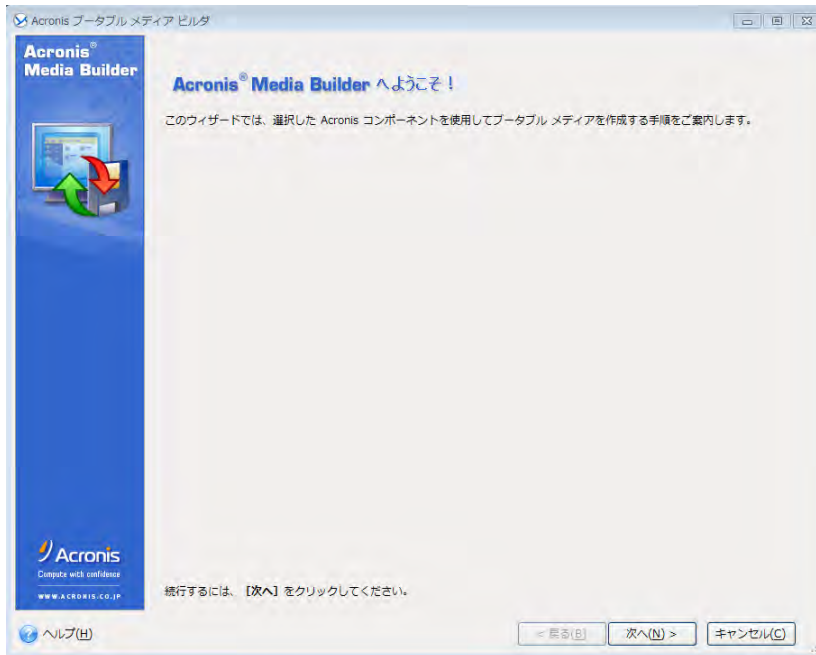 Acronis ブータブル メディア ビルダ
Acronis®
Media Builder
Acronis® Media Builder へようこそ！
このウィザードでは、選択した Acronis コンポーネントを使用してブータブル メディアを作成する手順をご案内します。
Acronis
Compute with confidence
WWW.ACRONIS.CO.JP
続行するには、[次へ] をクリックしてください。
ヘルプ(H)
< 戻る(B)
次へ(N) >
キャンセル(C)